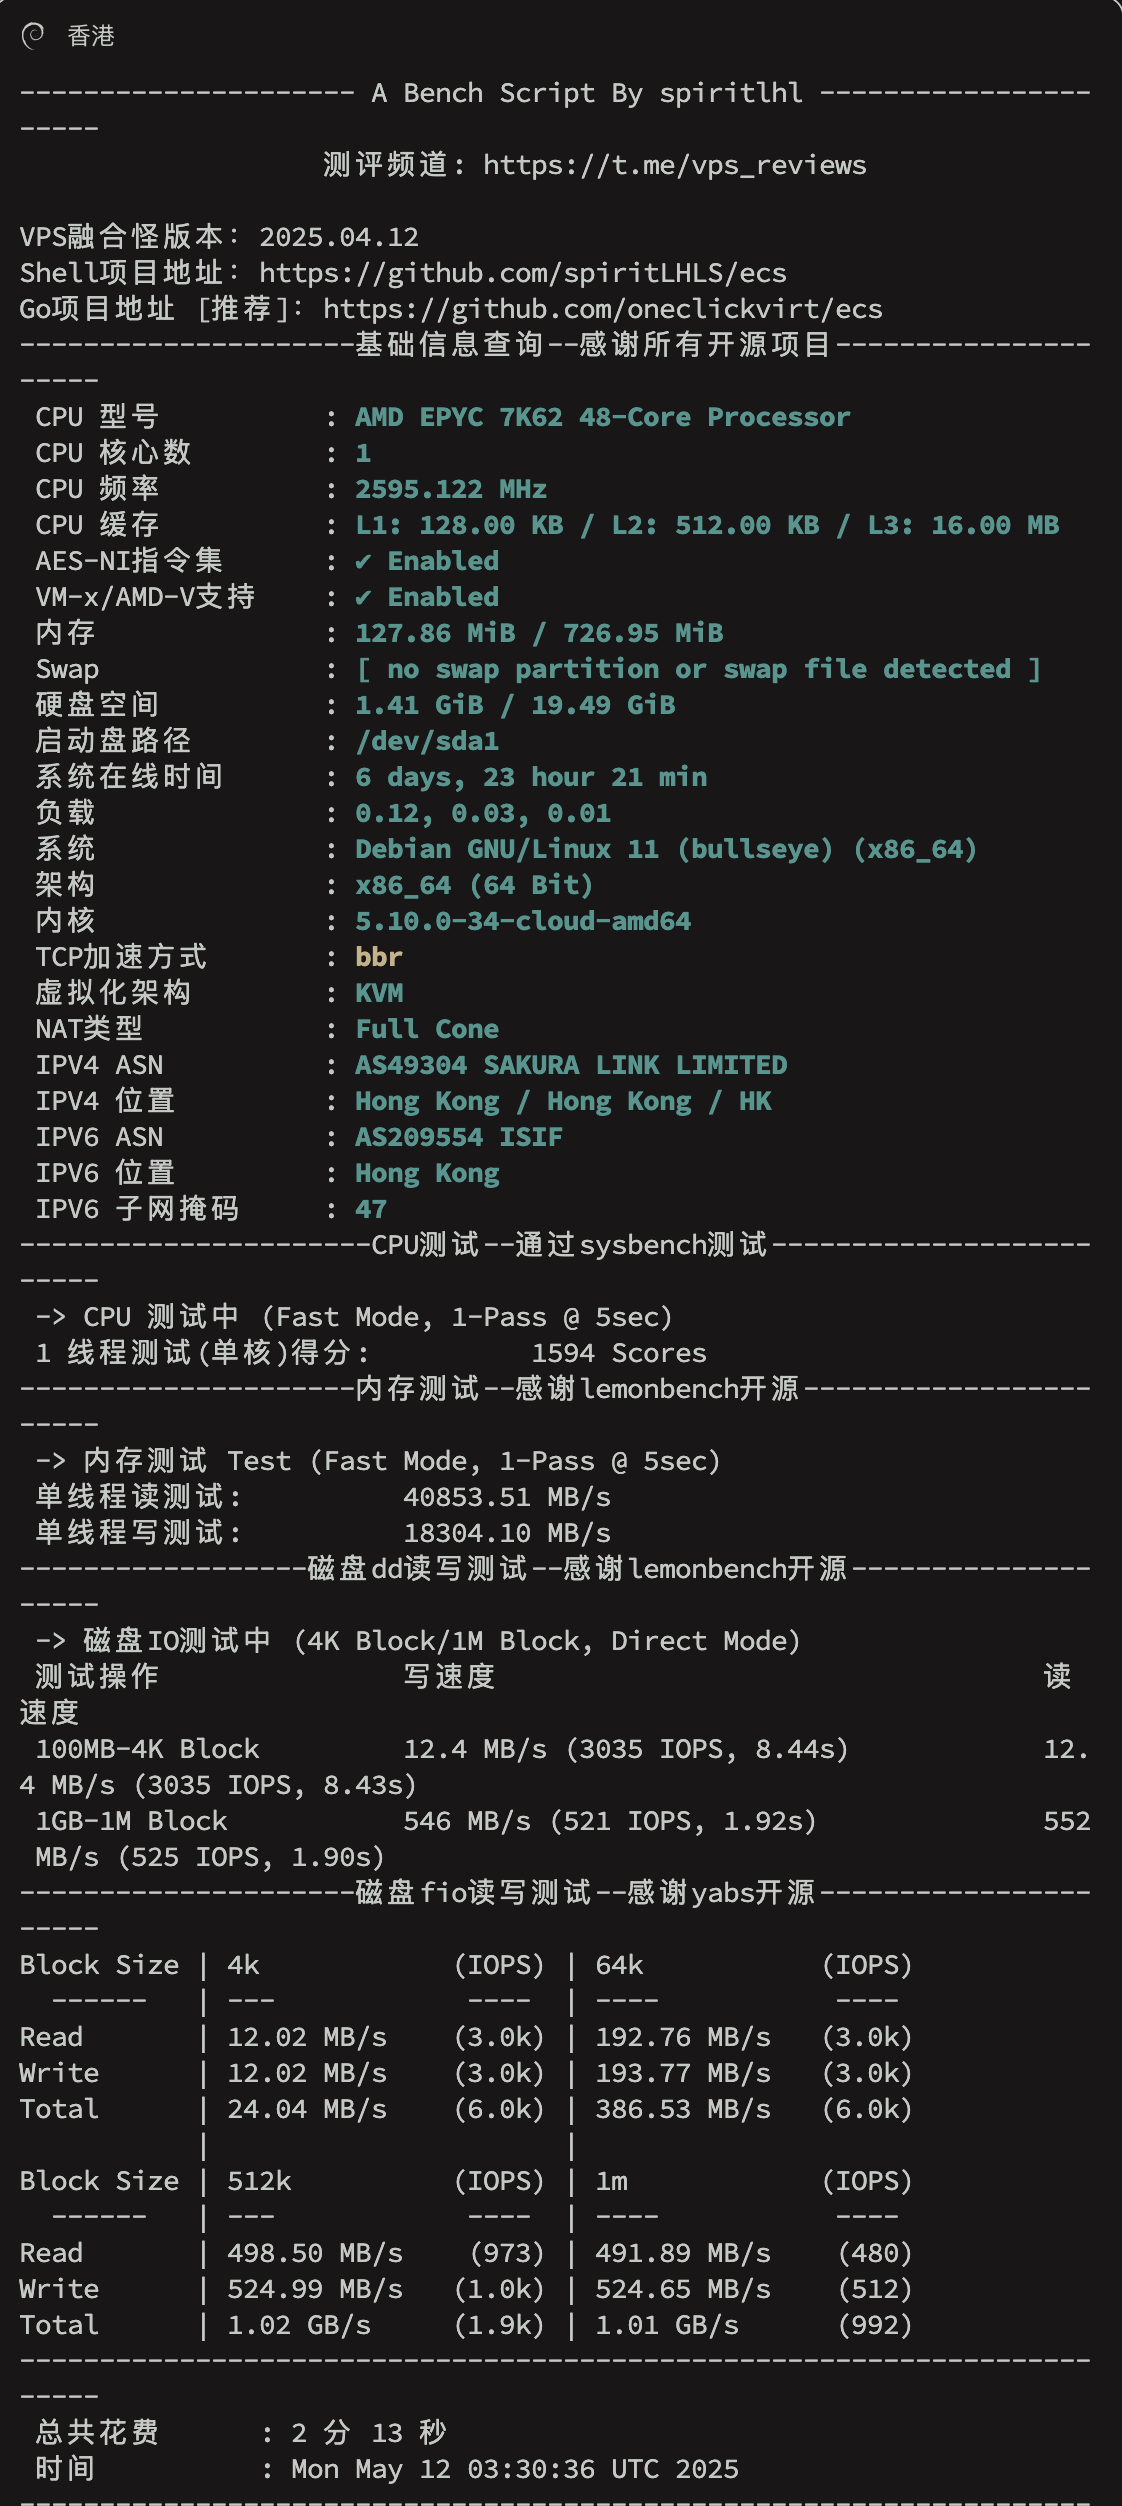 香港
--------------------- A Bench Script By spiritlhl -----------------
-----
测评频道: https://t.me/vps_reviews
VPS融合怪版本: 2025.04.12
Shell项目地址: https://github.com/spiritLHLS/ecs
Go项目地址 [推荐]: https://github.com/oneclickvirt/ecs
---------------------基础信息查询--感谢所有开源项目----------------
-----
CPU 型号 : AMD EPYC 7K62 48-Core Processor
CPU 核心数 : 1
CPU 频率 : 2595.122 MHz
CPU 缓存 : L1: 128.00 KB / L2: 512.00 KB / L3: 16.00 MB
AES-NI指令集 : ✔ Enabled
VM-x/AMD-V支持 : ✔ Enabled
内存 : 127.86 MiB / 726.95 MiB
Swap : [ no swap partition or swap file detected ]
硬盘空间 : 1.41 GiB / 19.49 GiB
启动盘路径 : /dev/sda1
系统在线时间 : 6 days, 23 hour 21 min
负载 : 0.12, 0.03, 0.01
系统 : Debian GNU/Linux 11 (bullseye) (x86_64)
架构 : x86_64 (64 Bit)
内核 : 5.10.0-34-cloud-amd64
TCP加速方式 : bbr
虚拟化架构 : KVM
NAT类型 : Full Cone
IPV4 ASN : AS49304 SAKURA LINK LIMITED
IPV4 位置 : Hong Kong / Hong Kong / HK
IPV6 ASN : AS209554 ISIF
IPV6 位置 : Hong Kong
IPV6 子网掩码 : 47
----------------------CPU测试--通过sysbench测试--------------------
-----
-> CPU 测试中 (Fast Mode, 1-Pass @ 5sec)
1 线程测试(单核)得分: 1594 Scores
---------------------内存测试--感谢lemonbench开源------------------
-----
-> 内存测试 Test (Fast Mode, 1-Pass @ 5sec)
单线程读测试: 40853.51 MB/s
单线程写测试: 18304.10 MB/s
------------------磁盘dd读写测试--感谢lemonbench开源---------------
-----
-> 磁盘IO测试中 (4K Block/1M Block, Direct Mode)
测试操作 写速度 读
速度
100MB-4K Block 12.4 MB/s (3035 IOPS, 8.44s) 12.
4 MB/s (3035 IOPS, 8.43s)
1GB-1M Block 546 MB/s (521 IOPS, 1.92s) 552
MB/s (525 IOPS, 1.90s)
---------------------磁盘fio读写测试--感谢yabs开源-----------------
-----
Block Size | 4k (IOPS) | 64k (IOPS)
------ | --- ---- | ---- ----
Read | 12.02 MB/s (3.0k) | 192.76 MB/s (3.0k)
Write | 12.02 MB/s (3.0k) | 193.77 MB/s (3.0k)
Total | 24.04 MB/s (6.0k) | 386.53 MB/s (6.0k)
| |
Block Size | 512k (IOPS) | 1m (IOPS)
------ | --- ---- | ---- ----
Read | 498.50 MB/s (973) | 491.89 MB/s (480)
Write | 524.99 MB/s (1.0k) | 524.65 MB/s (512)
Total | 1.02 GB/s (1.9k) | 1.01 GB/s (992)
-------------------------------------------------------------------
-----
总共花费 : 2 分 13 秒
时间 : Mon May 12 03:30:36 UTC 2025
-------------------------------------------------------------------